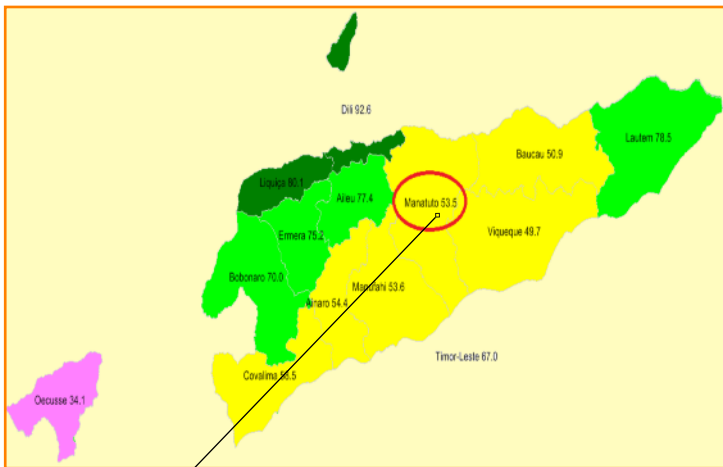 Dili 92.6
Lautem 78.5
Baucau 50.9
Liquiça 80.1
Aileu 77.4
Manatuto 53.5
Ermera 75.2
Viqueque 49.7
Bobonaro 70.0
Manufahi 53.6
Ainaro 54.4
Timor-Leste 67.0
Covalima 58.5
Oecusse 34.1